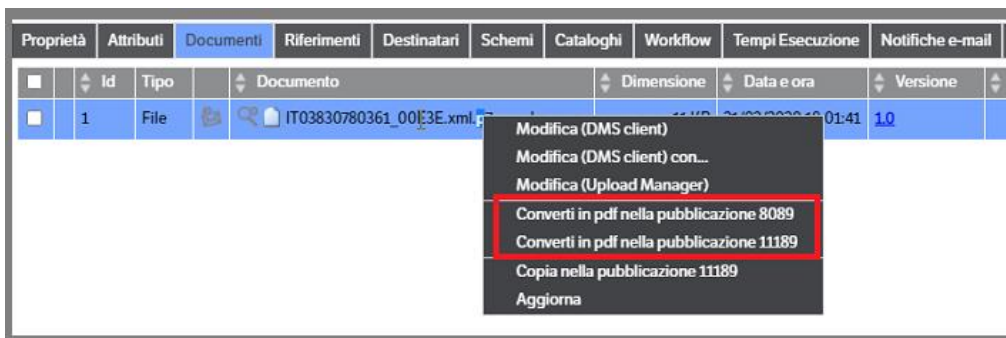 Proprietà Attributi Documenti Riferimenti Destinatari Schemi Cataloghi Workflow Tempi Esecuzione Notifiche e-mail
Id Tipo Documento Dimensione Data e ora Versione
1 File 01:41 1.0
Modifica (DMS client)
Modifica (DMS client) con...
Modifica (Upload Manager)
Converti in pdf nella pubblicazione 8089
Converti in pdf nella pubblicazione 11189
Copia nella pubblicazione 11189
Aggiorna